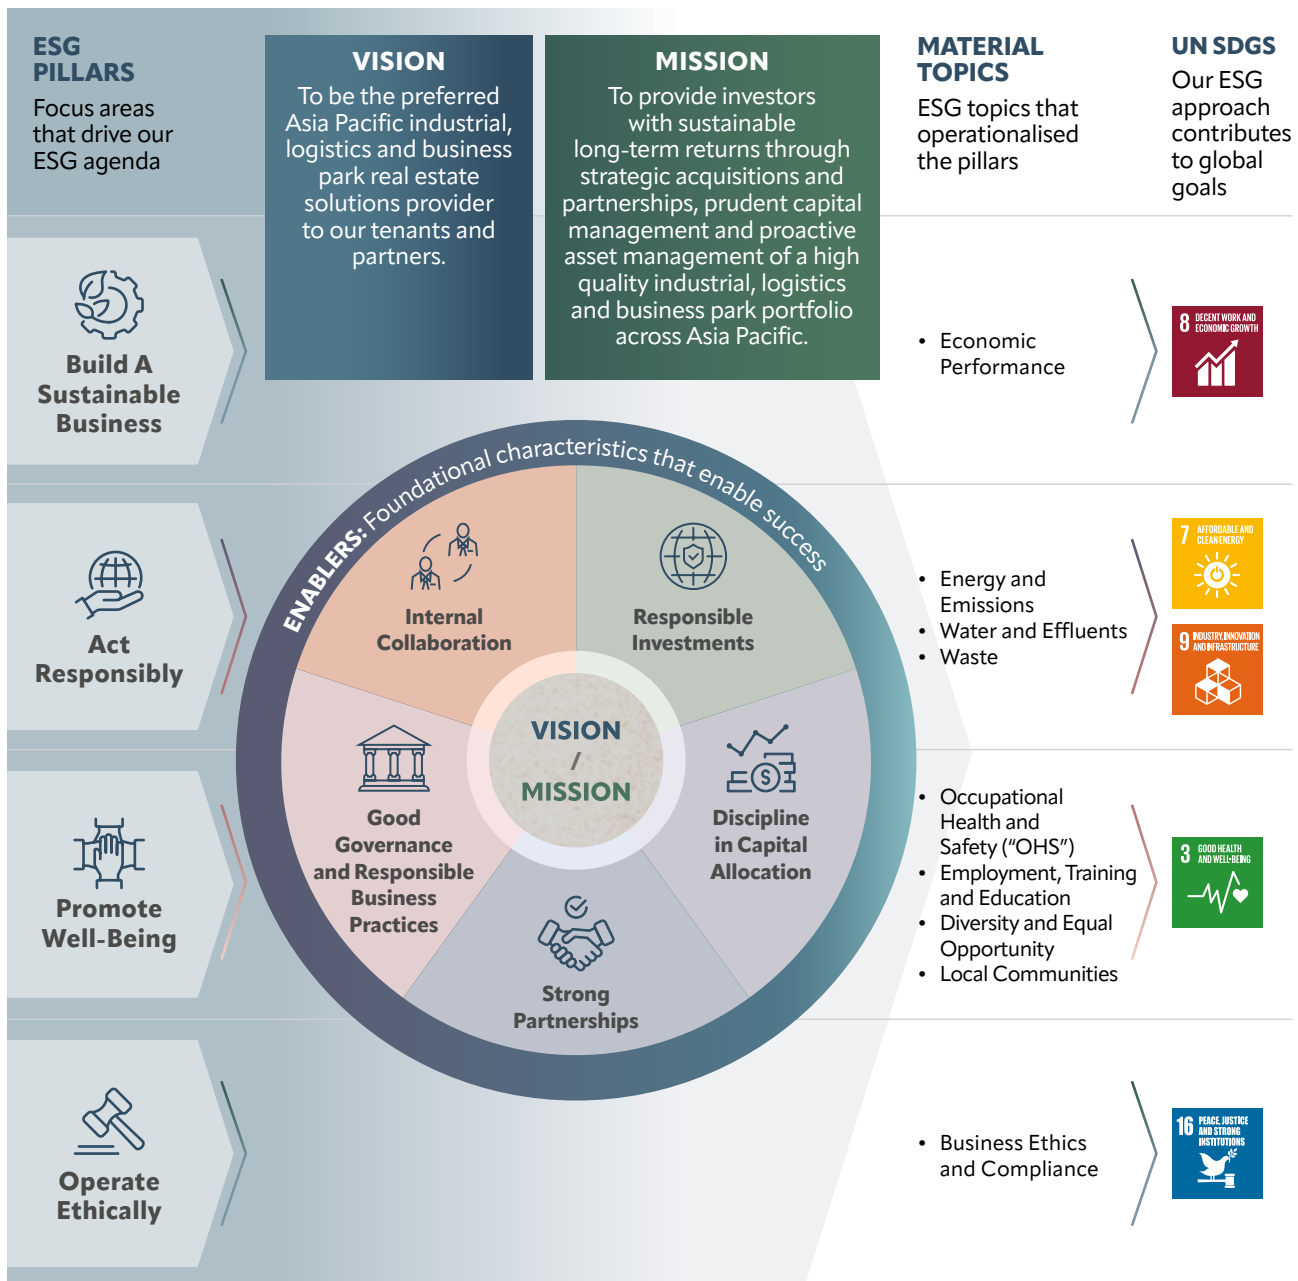 ESG
PILLARS
Focus areas
that drive our
ESG agenda
VISION
To be the preferred
Asia Pacific industrial,
logistics and business
park real estate
solutions provider
to our tenants and
partners.
MISSION
To provide investors
with sustainable
long-term returns through
strategic acquisitions and
partnerships, prudent capital
management and proactive
asset management of a high
quality industrial, logistics
and business park portfolio
across Asia Pacific.
MATERIAL
TOPICS
ESG topics that
operationalised
the pillars
UN SDGS
Our ESG
approach
contributes
to global
goals
Build A
Sustainable
Business
• Economic
Performance
8 DECENT WORK AND
ECONOMIC GROWTH
ENABLERS: Foundational characteristics that enable success
Act
Responsibly
Internal
Collaboration
Responsible
Investments
• Energy and
Emissions
• Water and Effluents
• Waste
7 AFFORDABLE AND
CLEAN ENERGY
9 INDUSTRY, INNOVATION
AND INFRASTRUCTURE
VISION
/
MISSION
Promote
Well-Being
Good
Governance
and Responsible
Business
Practices
Discipline
in Capital
Allocation
Strong
Partnerships
• Occupational
Health and
Safety (“OHS”)
• Employment, Training
and Education
• Diversity and Equal
Opportunity
• Local Communities
3 GOOD HEALTH
AND WELL-BEING
Operate
Ethically
• Business Ethics
and Compliance
16 PEACE, JUSTICE
AND STRONG
INSTITUTIONS